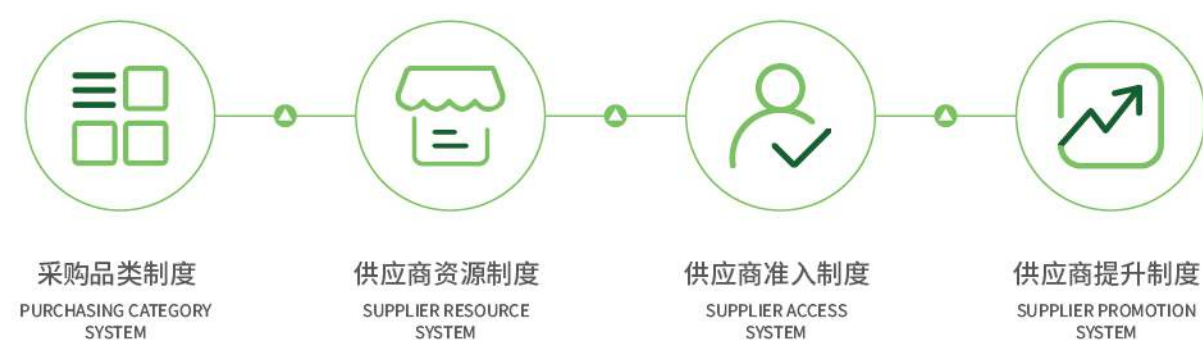 采购品类制度
PURCHASING CATEGORY
SYSTEM
供应商资源制度
SUPPLIER RESOURCE
SYSTEM
供应商准入制度
SUPPLIER ACCESS
SYSTEM
供应商提升制度
SUPPLIER PROMOTION
SYSTEM